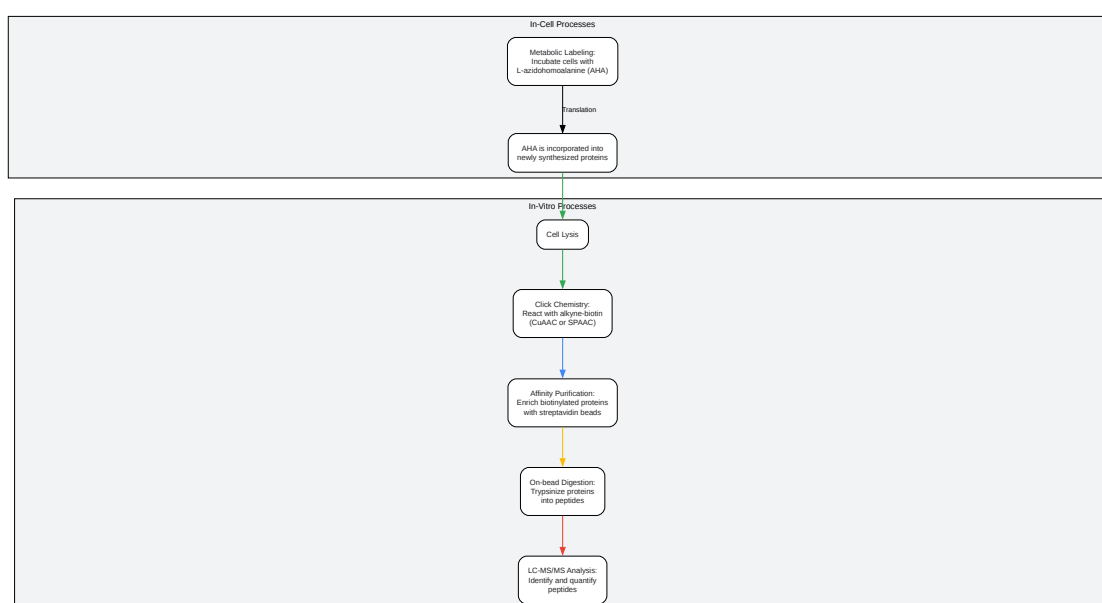 In-Cell Processes
Metabolic Labeling:
Incubate cells with
L-azidohomoalanine (AHA)
Translation
AHA is incorporated into
newly synthesized proteins
In-Vitro Processes
Cell Lysis
Click Chemistry:
React with alkyne-biotin
(CuAAC or SPAAC)
Affinity Purification:
Enrich biotinylated proteins
with streptavidin beads
On-bead Digestion:
Trypsinize proteins
into peptides
LC-MS/MS Analysis:
Identify and quantify
peptides